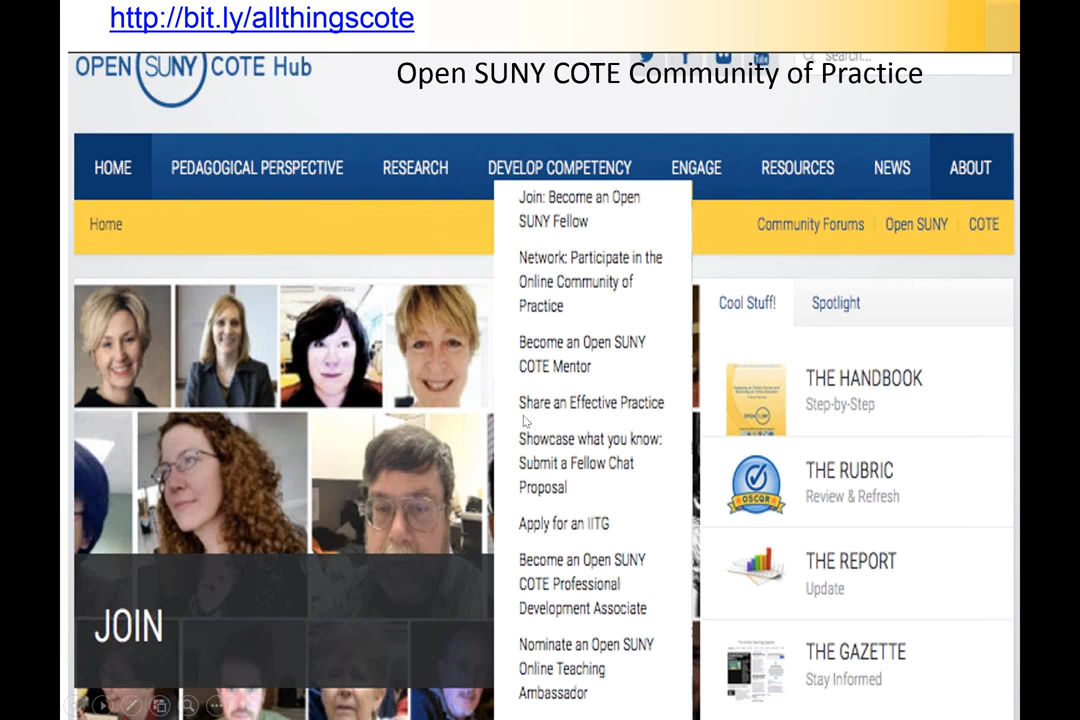 http://bit.ly/allthingscote
OPEN SUNY COTE Hub
Search...
Open SUNY COTE Community of Practice
HOME PEDAGOGICAL PERSPECTIVE RESEARCH DEVELOP COMPETENCY ENGAGE RESOURCES NEWS ABOUT
Home
Community Forums Open SUNY COTE
Join: Become an Open
SUNY Fellow
Network: Participate in the
Online Community of
Practice
Become an Open SUNY
COTE Mentor
Share an Effective Practice
Showcase what you know:
Submit a Fellow Chat
Proposal
Apply for an IITG
Become an Open SUNY
COTE Professional
Development Associate
Nominate an Open SUNY
Online Teaching
Ambassador
JOIN
Cool Stuff! Spotlight
THE HANDBOOK
Step-by-Step
OSCQR
THE RUBRIC
Review & Refresh
THE REPORT
Update
THE GAZETTE
Stay Informed